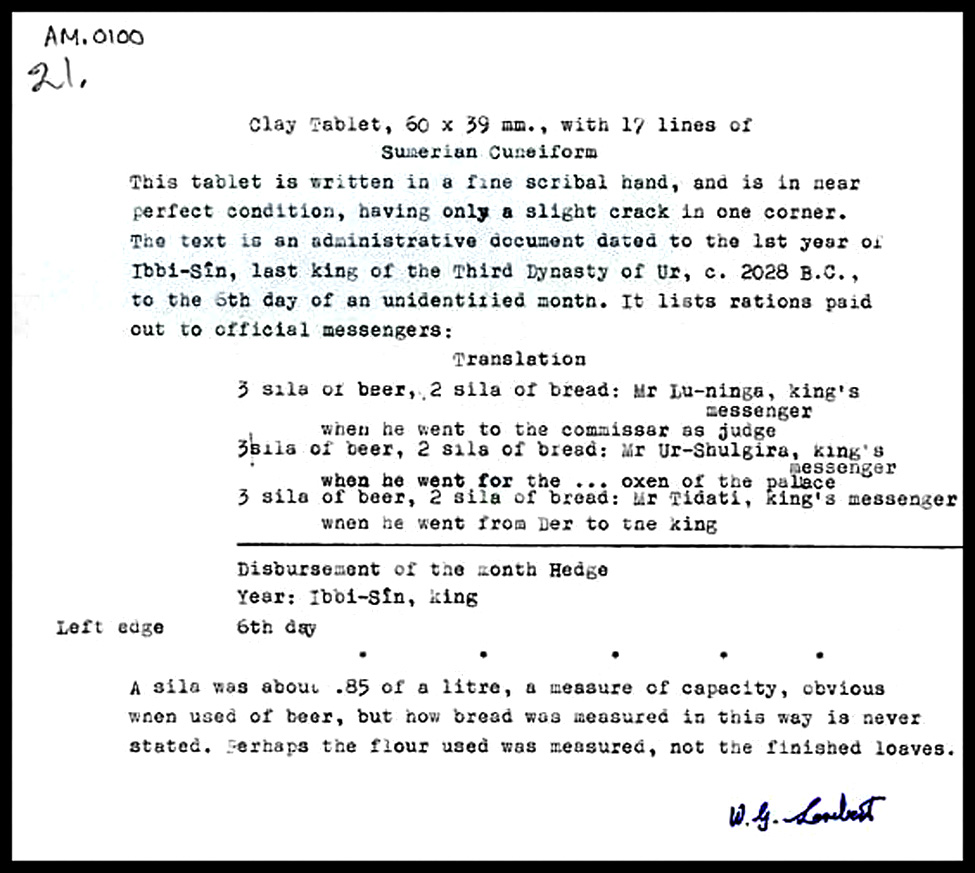 AM.0100
21.
Clay Tablet, 60 x 39 mm., with 17 lines of
Sumerian Cuneiform
This tablet is written in a fine scribal hand, and is in near
perfect condition, having only a slight crack in one corner.
The text is an administrative document dated to the 1st year of
Ibbi-Sîn, last king of the Third Dynasty of Ur, c. 2028 B.C.,
to the 6th day of an unidentified month. It lists rations paid
out to official messengers:
Translation
3 sila of beer, 2 sila of bread: Mr Lu-ninga, king's
messenger
when he went to the commissar as judge
3 sila of beer, 2 sila of bread: Mr Ur-Shulgira, king's
messenger
when he went for the ... oxen of the palace
3 sila of beer, 2 sila of bread: Mr Tidati, king's messenger
when he went from Der to the king
Disbursement of the month Hedge
Year: Ibbi-Sîn, king
Left edge 6th day
. . . . .
A sila was about .85 of a litre, a measure of capacity, obvious
when used of beer, but how bread was measured in this way is never
stated. Perhaps the flour used was measured, not the finished loaves.
W. G. Lambert